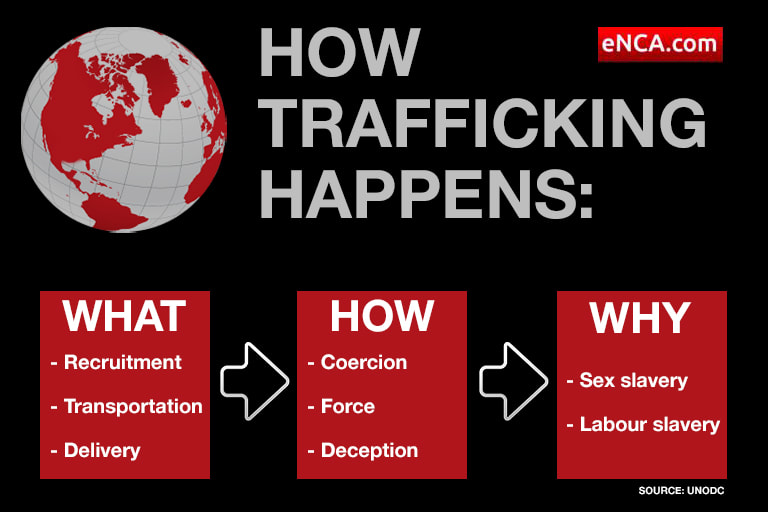 HOW
eNCA.com
TRAFFICKING
HAPPENS:
WHAT
- Recruitment
- Transportation
- Delivery
HOW
- Coercion
- Force
- Deception
WHY
- Sex slavery
- Labour slavery
SOURCE: UNODC